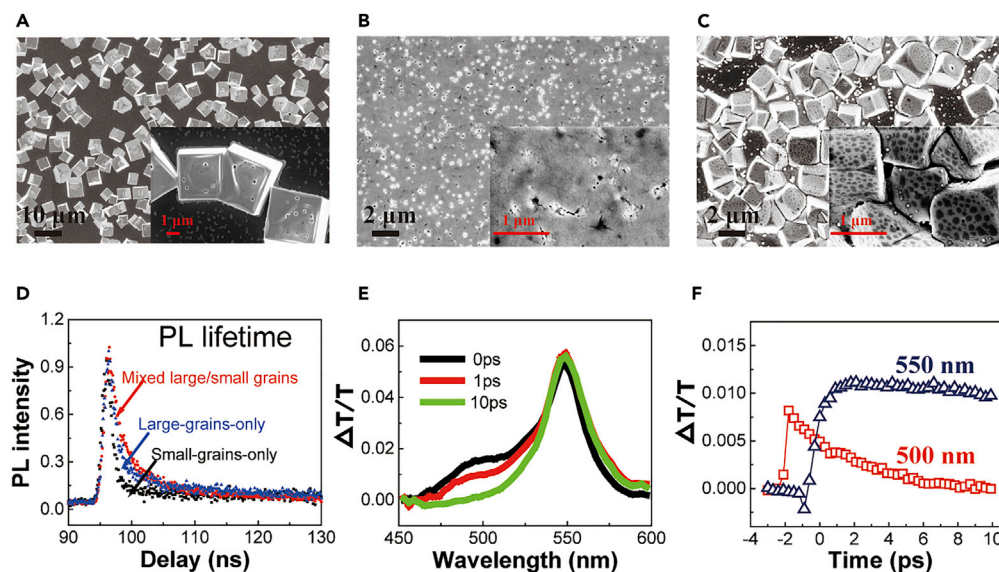 A
B
C
10 μm
1 μm
2 μm
1 μm
2 μm
1 μm
D
E
F
1.2
0.9
0.6
0.3
0.0
PL intensity
PL lifetime
Mixed large/small grains
Large-grains-only
Small-grains-only
90 100 110 120 130
Delay (ns)
0.06
0.04
0.02
0.00
ΔT/T
0ps
1ps
10ps
450 500 550 600
Wavelength (nm)
0.015
0.010
0.005
0.000
ΔT/T
550 nm
500 nm
-4 -2 0 2 4 6 8 10
Time (ps)